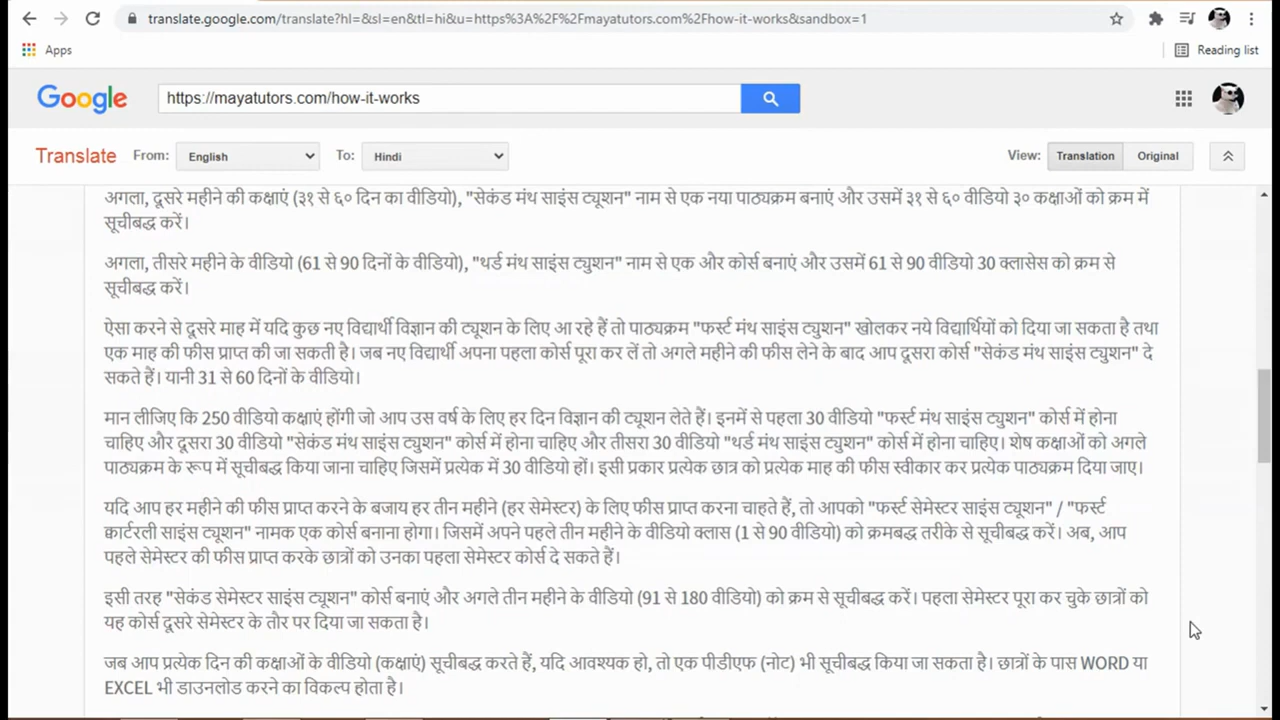 translate.google.com/translate?hl=&sl=en&tl=hi&u=https%3A%2F%2Fmayatutors.com%2Fhow-it-works&sandbox=1
Apps
Reading list
Google
https://mayatutors.com/how-it-works
Translate From: English To: Hindi View: Translation Original
अगला, दूसरे महीने की कक्षाएं (३१ से ६० दिन का वीडियो), "सेकंड मंथ साइंस ट्यूशन" नाम से एक नया पाठ्यक्रम बनाएं और उसमें ३१ से ६० वीडियो ३० कक्षाओं को क्रम में
सूचीबद्ध करें।
अगला, तीसरे महीने के वीडियो (61 से 90 दिनों के वीडियो), "थर्ड मंथ साइंस ट्युशन" नाम से एक और कोर्स बनाएं और उसमें 61 से 90 वीडियो 30 क्लासेस को क्रम से
सूचीबद्ध करें।
ऐसा करने से दूसरे माह में यदि कुछ नए विद्यार्थी विज्ञान की ट्यूशन के लिए आ रहे हैं तो पाठ्यक्रम "फर्स्ट मंथ साइंस ट्युशन" खोलकर नये विद्यार्थियों को दिया जा सकता है तथा
एक माह की फीस प्राप्त की जा सकती है। जब नए विद्यार्थी अपना पहला कोर्स पूरा कर लें तो अगले महीने की फीस लेने के बाद आप दूसरा कोर्स "सेकंड मंथ साइंस ट्युशन" दे
सकते हैं। यानी 31 से 60 दिनों के वीडियो।
मान लीजिए कि 250 वीडियो कक्षाएं होंगी जो आप उस वर्ष के लिए हर दिन विज्ञान की ट्यूशन लेते हैं। इनमें से पहला 30 वीडियो "फर्स्ट मंथ साइंस ट्युशन" कोर्स में होना
चाहिए और दूसरा 30 वीडियो "सेकंड मंथ साइंस ट्युशन" कोर्स में होना चाहिए और तीसरा 30 वीडियो "थर्ड मंथ साइंस ट्युशन" कोर्स में होना चाहिए। शेष कक्षाओं को अगले
पाठ्यक्रम के रूप में सूचीबद्ध किया जाना चाहिए जिसमें प्रत्येक में 30 वीडियो हों। इसी प्रकार प्रत्येक छात्र को प्रत्येक माह की फीस स्वीकार कर प्रत्येक पाठ्यक्रम दिया जाए।
यदि आप हर महीने की फीस प्राप्त करने के बजाय हर तीन महीने (हर सेमेस्टर) के लिए फीस प्राप्त करना चाहते हैं, तो आपको "फर्स्ट सेमेस्टर साइंस ट्यूशन" / "फर्स्ट
क्वार्टरली साइंस ट्यूशन" नामक एक कोर्स बनाना होगा। जिसमें अपने पहले तीन महीने के वीडियो क्लास (1 से 90 वीडियो) को क्रमबद्ध तरीके से सूचीबद्ध करें। अब, आप
पहले सेमेस्टर की फीस प्राप्त करके छात्रों को उनका पहला सेमेस्टर कोर्स दे सकते हैं।
इसी तरह "सेकंड सेमेस्टर साइंस ट्यूशन" कोर्स बनाएं और अगले तीन महीने के वीडियो (91 से 180 वीडियो) को क्रम से सूचीबद्ध करें। पहला सेमेस्टर पूरा कर चुके छात्रों को
यह कोर्स दूसरे सेमेस्टर के तौर पर दिया जा सकता है।
जब आप प्रत्येक दिन की कक्षाओं के वीडियो (कक्षाएं) सूचीबद्ध करते हैं, यदि आवश्यक हो, तो एक पीडीएफ (नोट) भी सूचीबद्ध किया जा सकता है। छात्रों के पास WORD या
EXCEL भी डाउनलोड करने का विकल्प होता है।